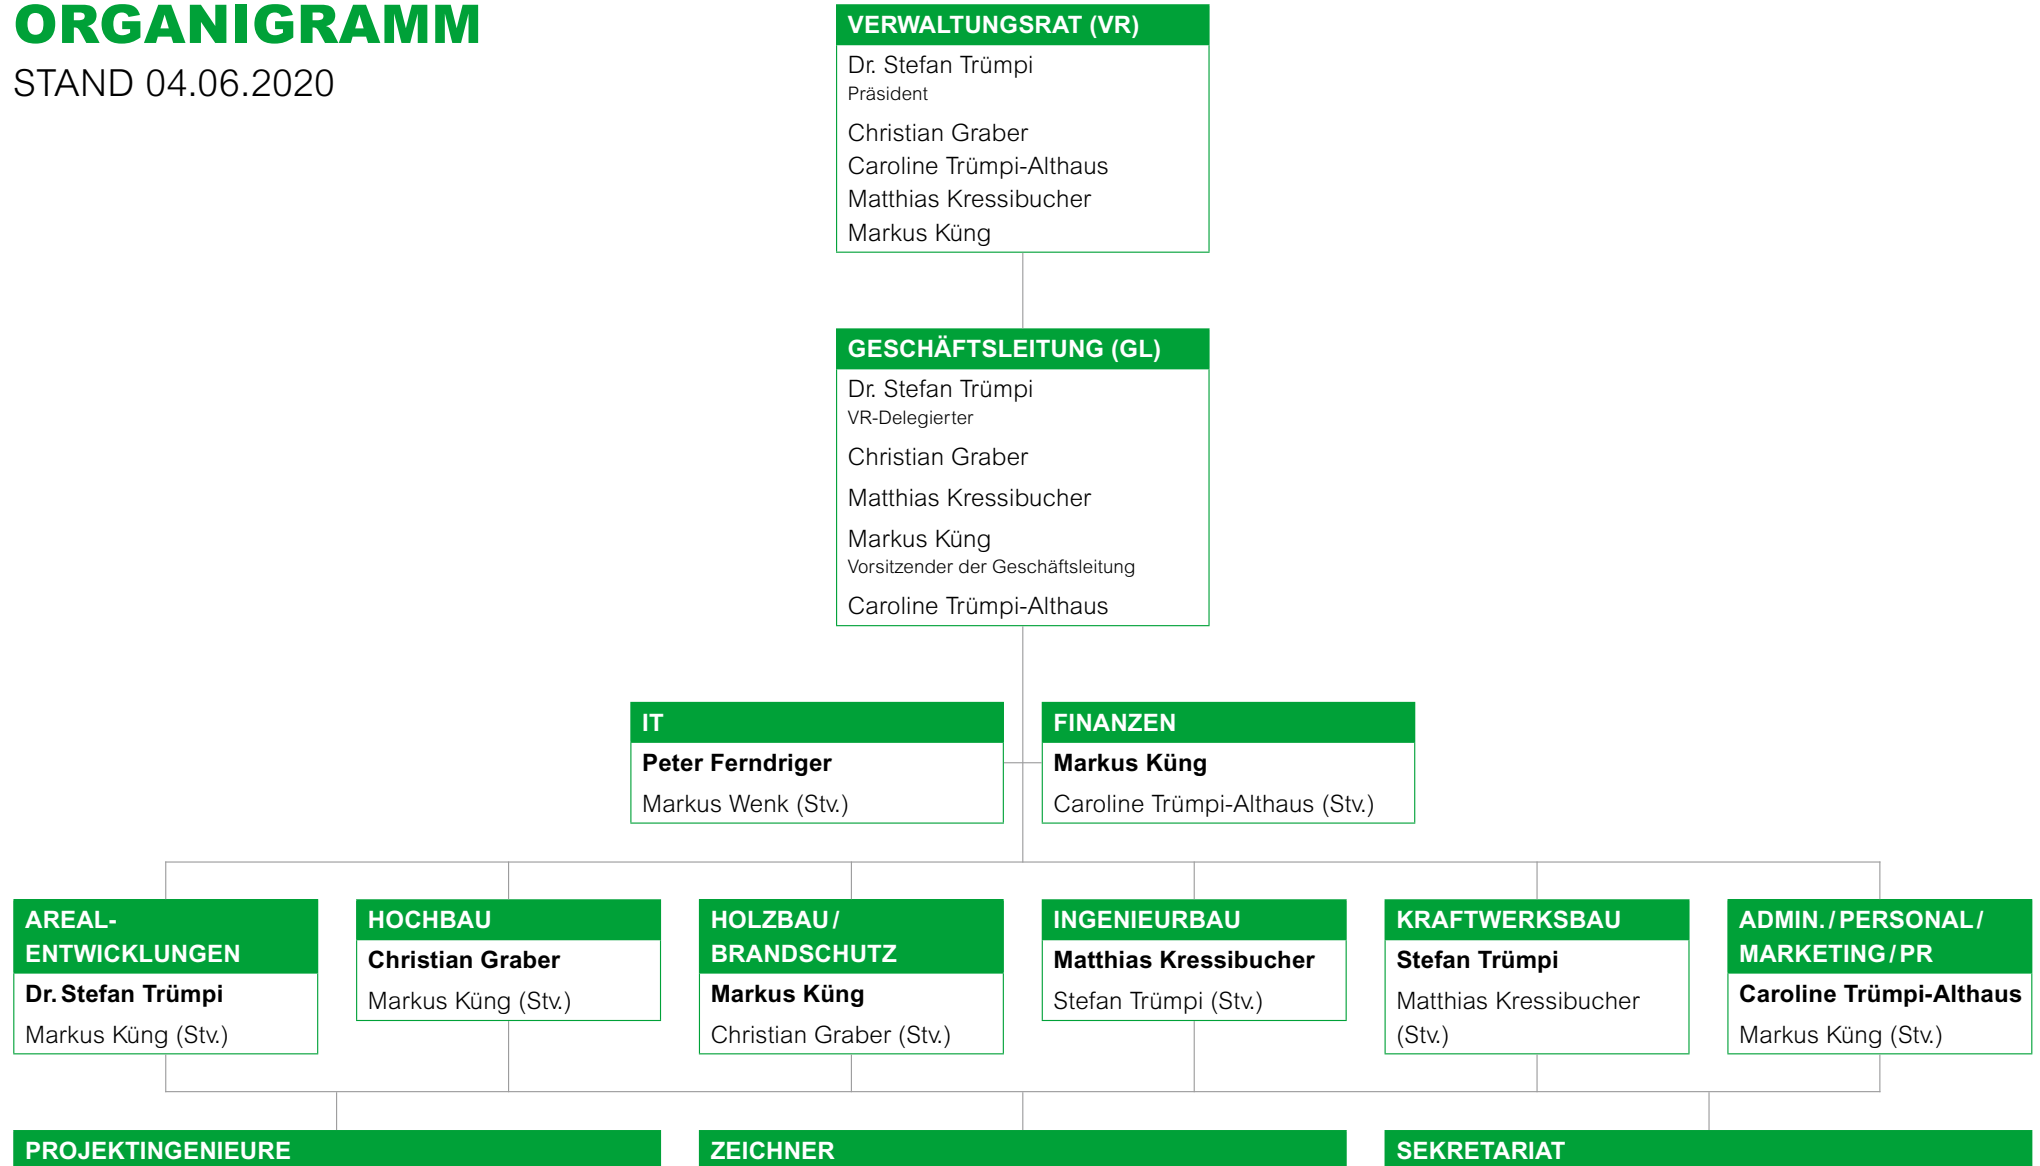 ORGANIGRAMM
STAND 04.06.2020
VERWALTUNGSRAT (VR)
Dr. Stefan Trümpi
Präsident
Christian Graber
Caroline Trümpi-Althaus
Matthias Kressibucher
Markus Küng
GESCHÄFTSLEITUNG (GL)
Dr. Stefan Trümpi
VR-Delegierter
Christian Graber
Matthias Kressibucher
Markus Küng
Vorsitzender der Geschäftsleitung
Caroline Trümpi-Althaus
IT
Peter Ferndriger
Markus Wenk (Stv.)
FINANZEN
Markus Küng
Caroline Trümpi-Althaus (Stv.)
AREAL-
ENTWICKLUNGEN
Dr. Stefan Trümpi
Markus Küng (Stv.)
HOCHBAU
Christian Graber
Markus Küng (Stv.)
HOLZBAU/
BRANDSCHUTZ
Markus Küng
Christian Graber (Stv.)
INGENIEURBAU
Matthias Kressibucher
Stefan Trümpi (Stv.)
KRAFTWERKSBAU
Stefan Trümpi
Matthias Kressibucher
(Stv.)
ADMIN./PERSONAL/
MARKETING/PR
Caroline Trümpi-Althaus
Markus Küng (Stv.)
PROJEKTINGENIEURE
ZEICHNER
SEKRETARIAT